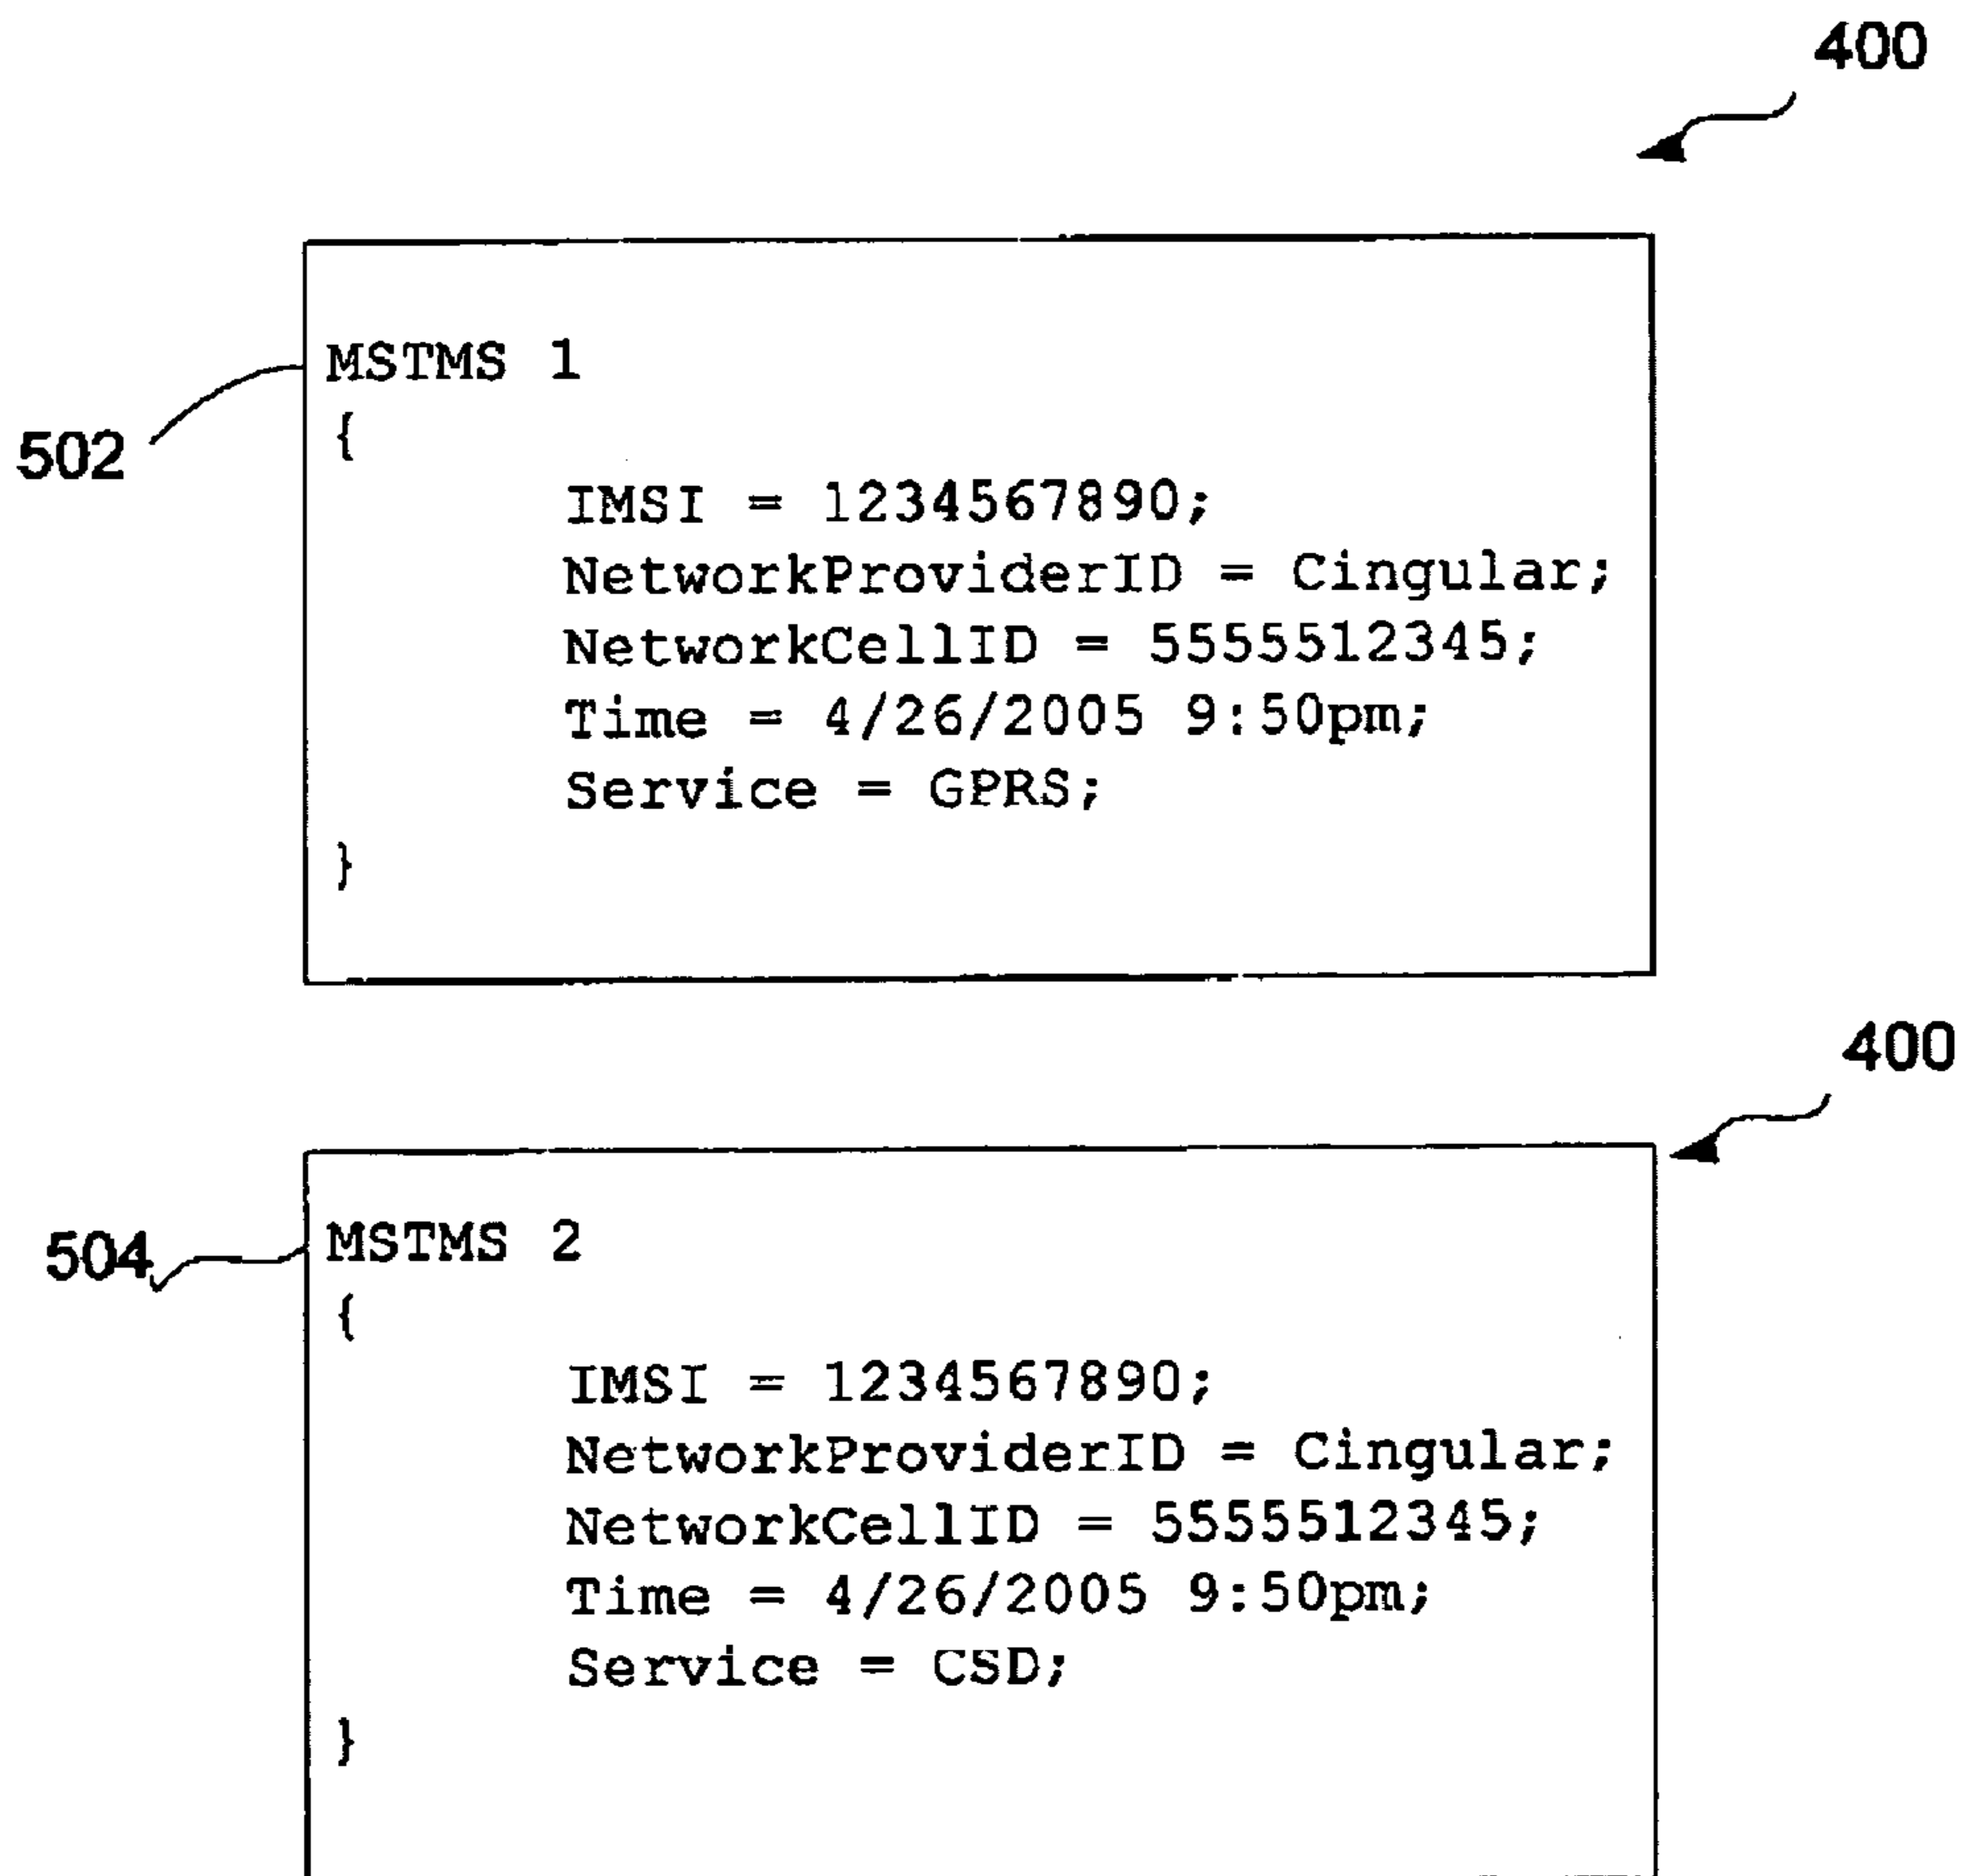 400
MSTMS 1
502
{
IMSI = 1234567890;
NetworkProviderID = Cingular;
NetworkCellID = 5555512345;
Time = 4/26/2005 9:50pm;
Service = GPRS;
}
400
504
MSTMS 2
{
IMSI = 1234567890;
NetworkProviderID = Cingular;
NetworkCellID = 5555512345;
Time = 4/26/2005 9:50pm;
Service = CSD;
}